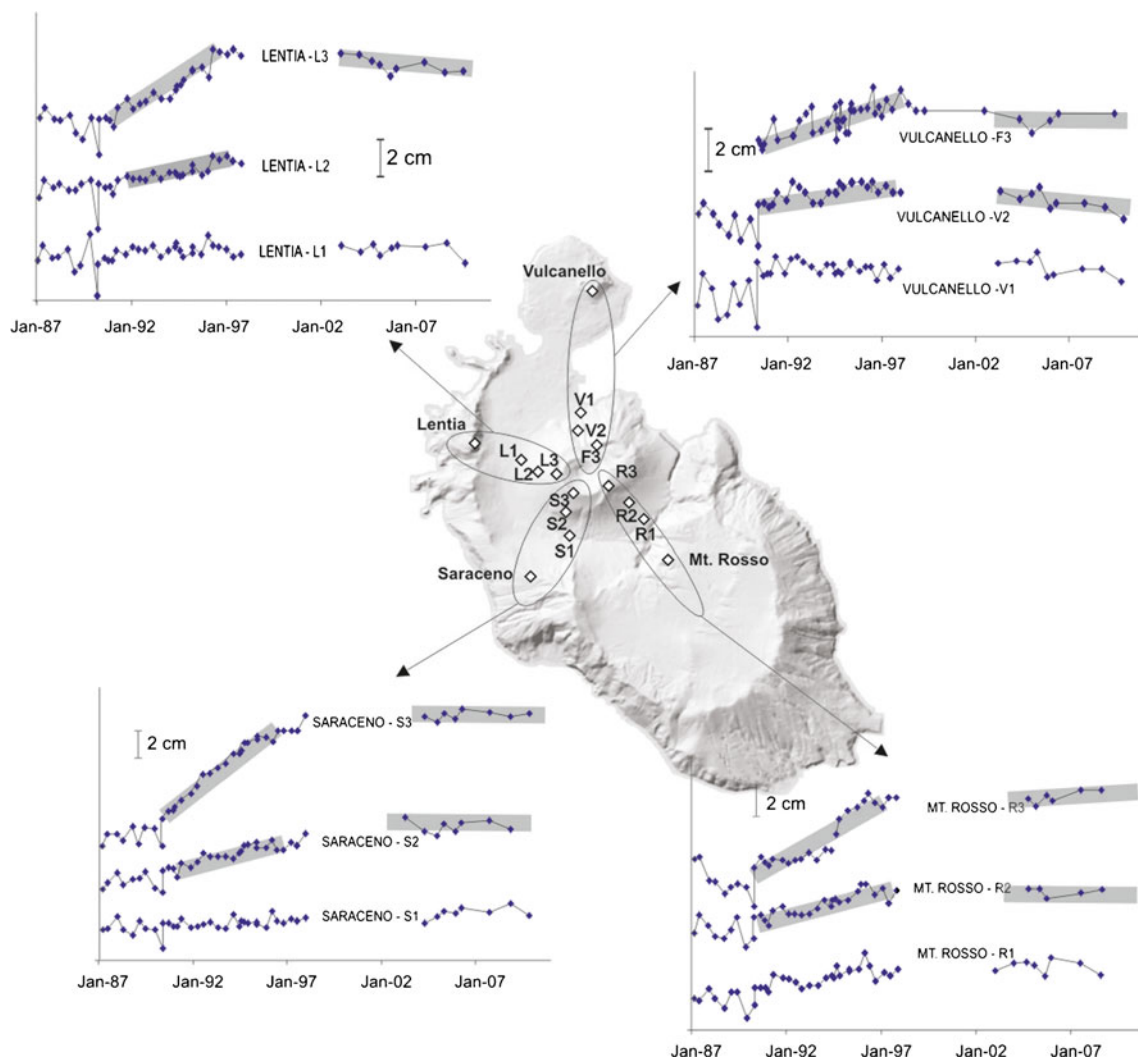 LENTIA - L3
2 cm
LENTIA - L2
LENTIA - L1
Jan-87 Jan-92 Jan-97 Jan-02 Jan-07
2 cm
VULCANELLO -F3
VULCANELLO - V2
VULCANELLO -V1
Jan-87 Jan-92 Jan-97 Jan-02 Jan-07
Vulcanello
V1
V2
F3
Lentia
L1
L2
L3
S3
S2
S1
Saraceno
R3
R2
R1
Mt. Rosso
2 cm
SARACENO - S3
SARACENO - S2
SARACENO - S1
Jan-87 Jan-92 Jan-97 Jan-02 Jan-07
2 cm
MT. ROSSO - R3
MT. ROSSO - R2
MT. ROSSO - R1
Jan-87 Jan-92 Jan-97 Jan-02 Jan-07